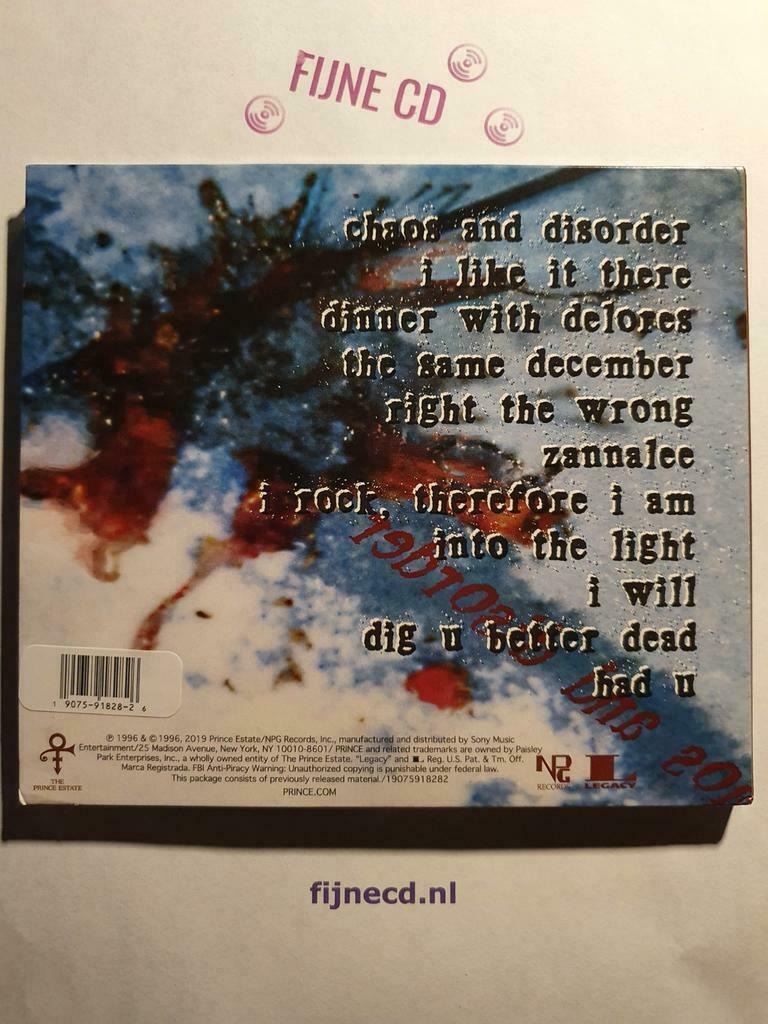 FIJNE CD
chaos and disorder
i like it there
dinner with delores
the same december
right the wrong
zannalee
i rock, therefore i am
into the light
i will
dig u better dead
had u
1 9075-91828-2 6
℗ 1996 & © 1996, 2019 Prince Estate/NPG Records, Inc., manufactured and distributed by Sony Music
Entertainment/25 Madison Avenue, New York, NY 10010-8601/ PRINCE and related trademarks are owned by Paisley
Park Enterprises, Inc., a wholly owned entity of The Prince Estate. "Legacy" and L Reg. U.S. Pat. & Tm. Off.
Marca Registrada. FBI Anti-Piracy Warning: Unauthorized copying is punishable under federal law.
This package consists of previously released material./19075918282
PRINCE.COM
THE
PRINCE ESTATE
NPG
RECORDS
LEGACY
fijnecd.nl